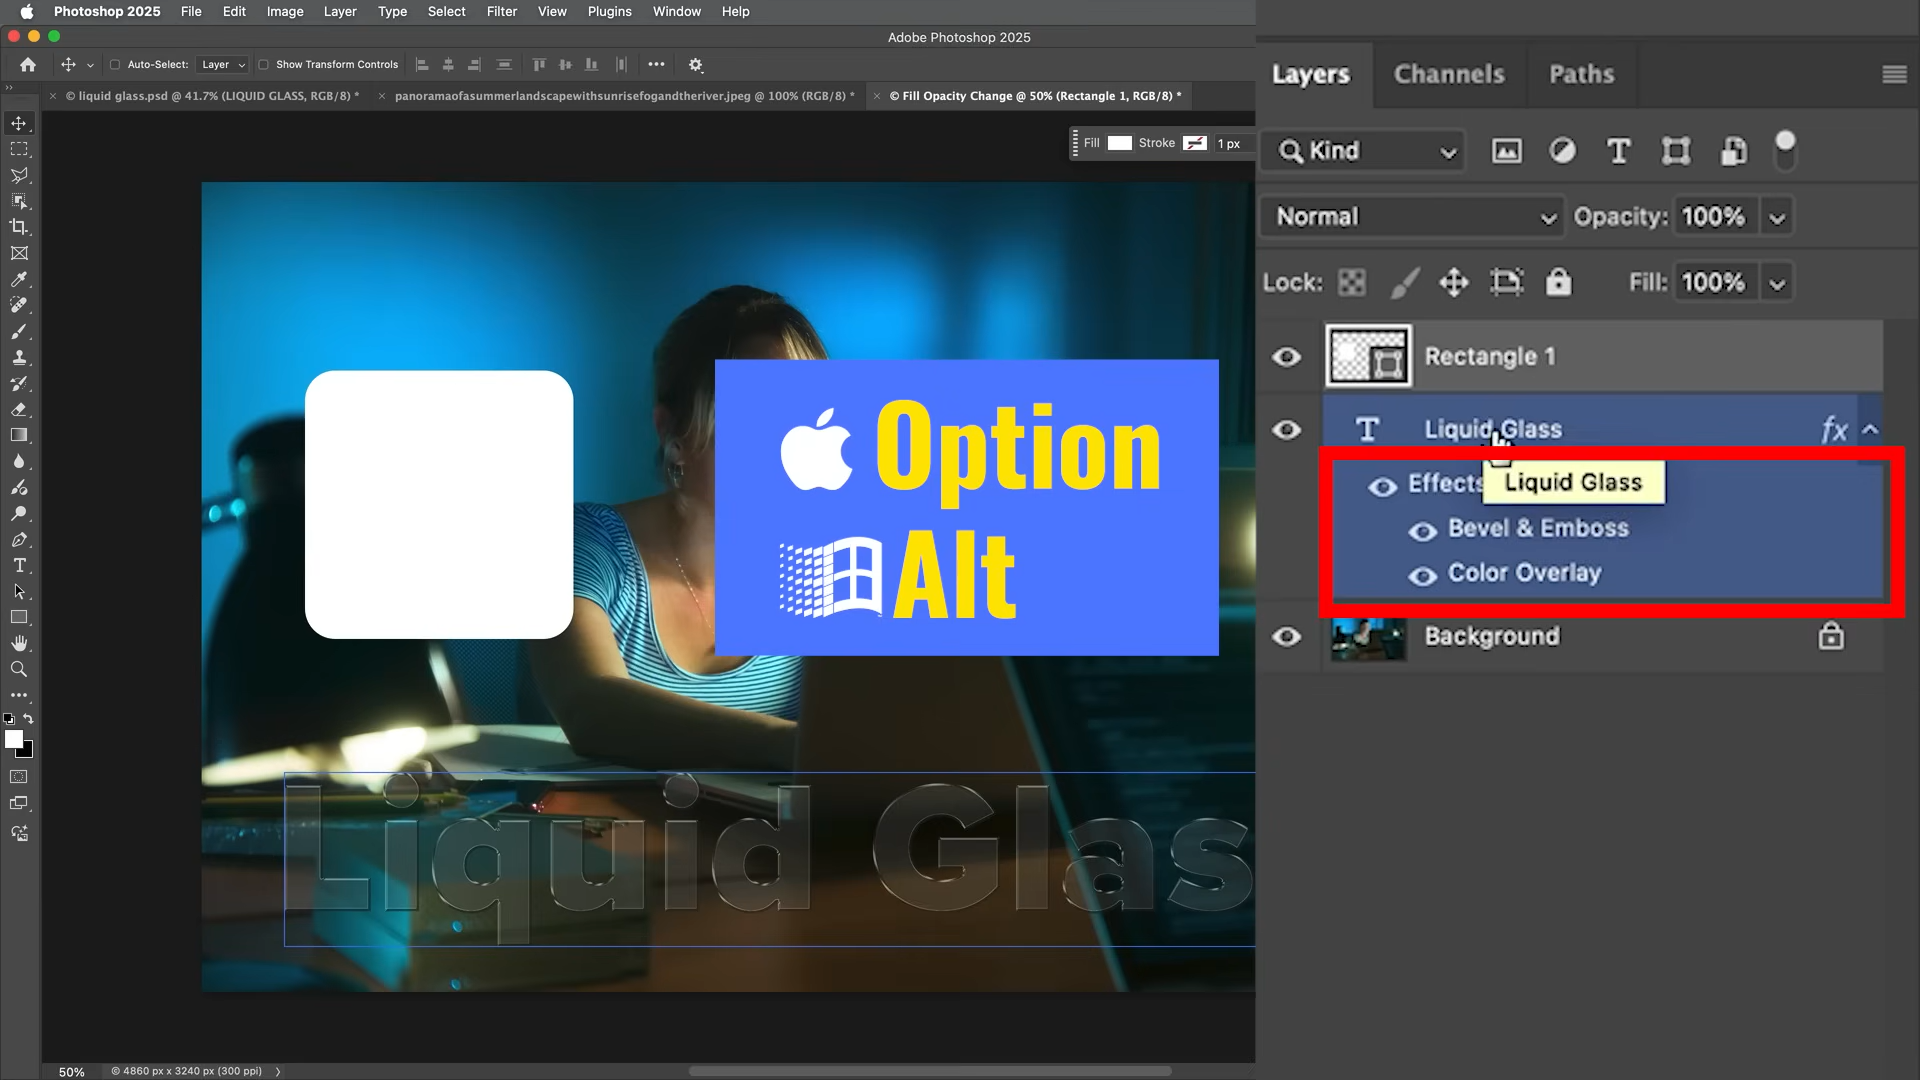 Photoshop 2025 File Edit Image Layer Type Select Filter View Plugins Window Help
Adobe Photoshop 2025
Auto-Select: Layer Show Transform Controls
© liquid glass.psd @ 41.7% (LIQUID GLASS, RGB/8) *
panoramaofasummerlandscapewithsunrisefogandtheriver.jpeg @ 100% (RGB/8) *
© Fill Opacity Change @ 50% (Rectangle 1, RGB/8) *
Fill Stroke 1 px
Option
Alt
Liquid Glas
50% © 4860 px x 3240 px (300 ppi)
Layers Channels Paths
Kind
Normal Opacity: 100%
Lock: Fill: 100%
Rectangle 1
T Liquid Glass fx
Effects
Liquid Glass
Bevel & Emboss
Color Overlay
Background